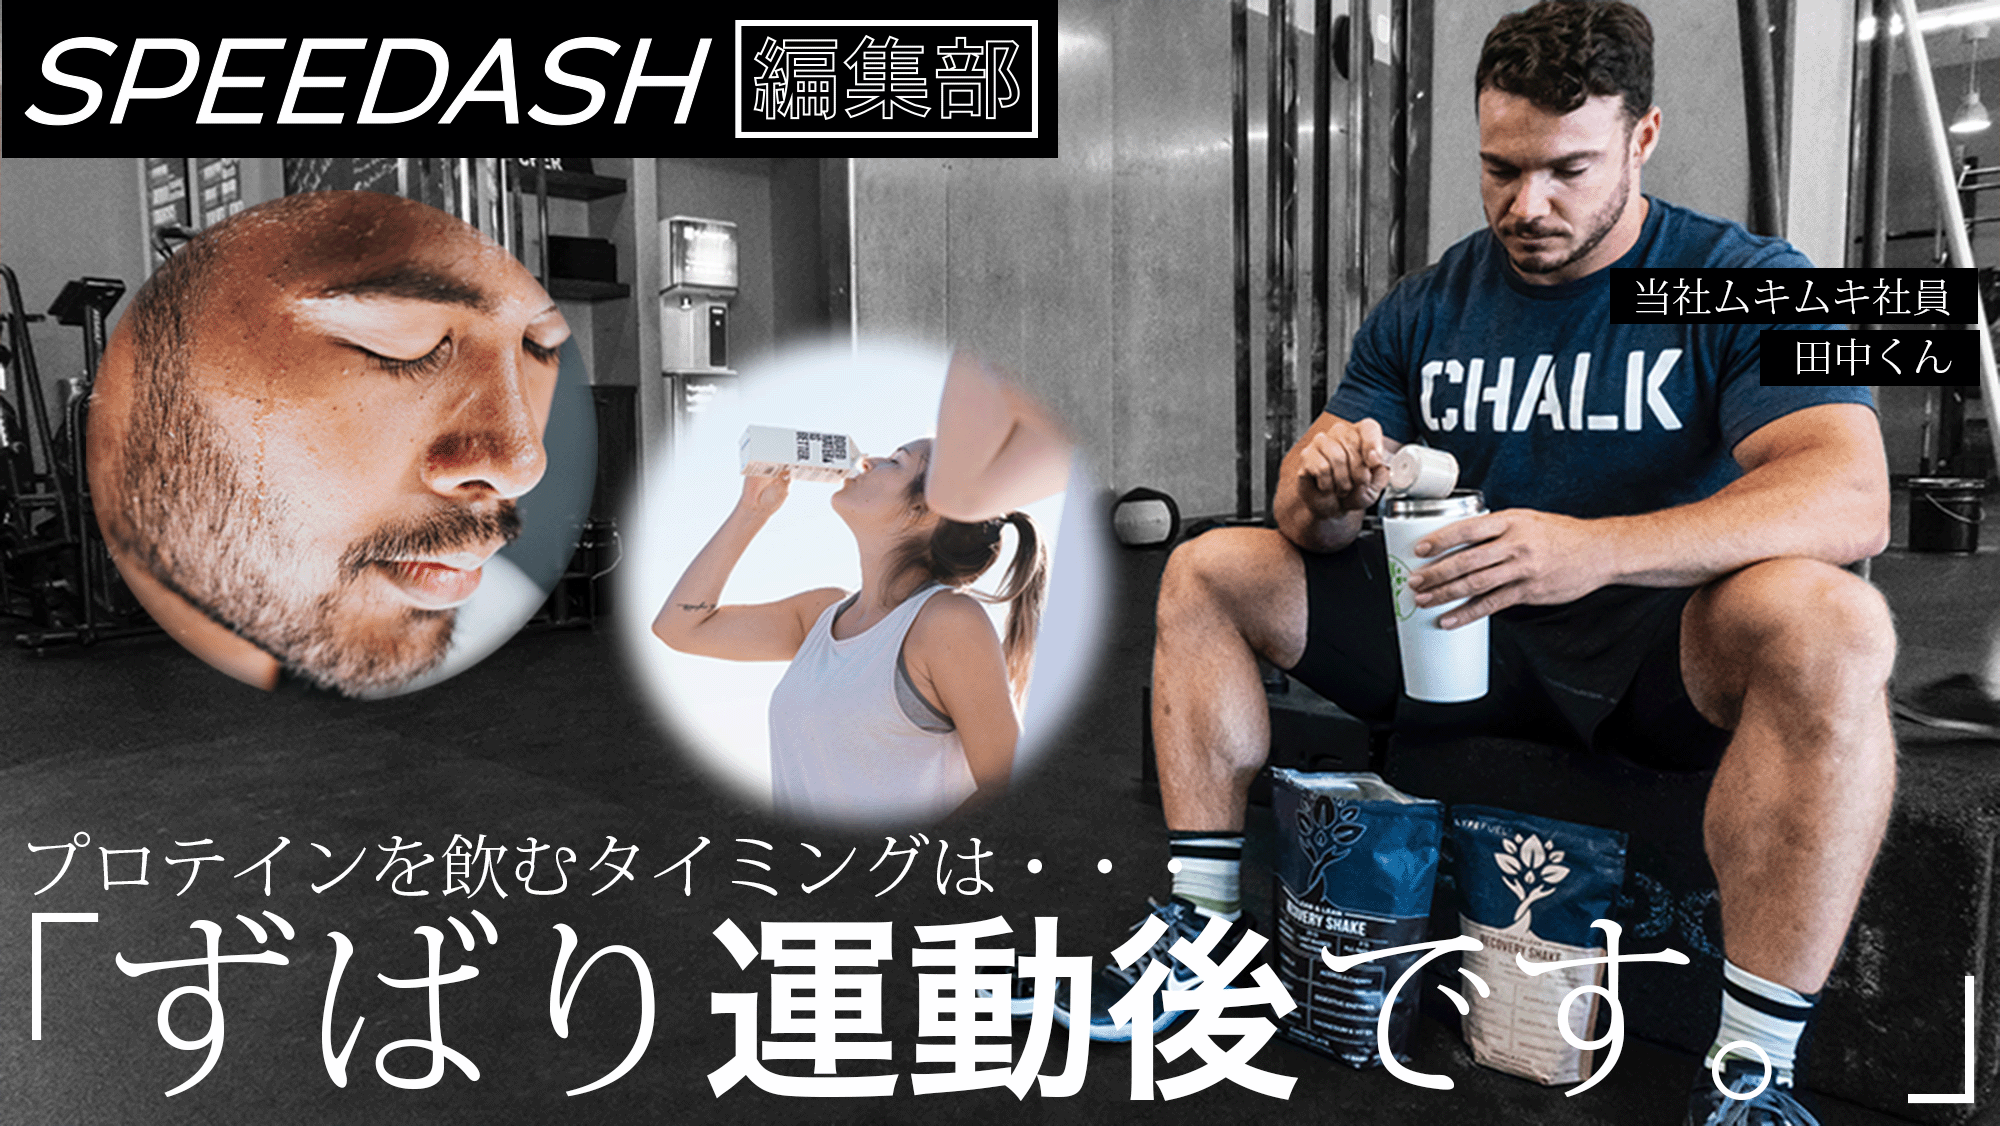 SPEEDASH 編集部
当社ムキムキ社員
田中くん
CHALK
プロテインを飲むタイミングは・・・
「ずばり運動後です。」
RECOVERY SHAKE
RECOVERY SHAKE